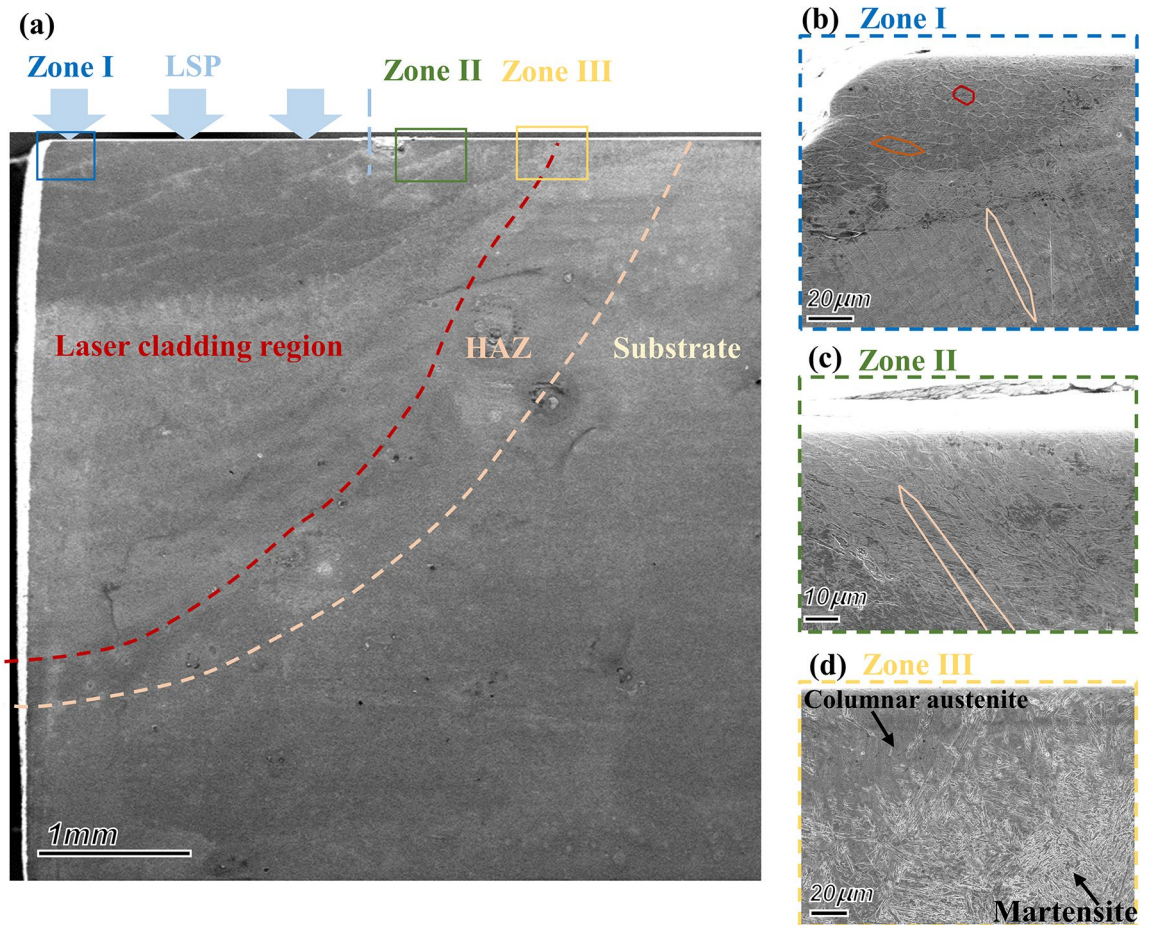 (a)
Zone I
LSP
Zone II
Zone III
Laser cladding region
HAZ
Substrate
1mm
(b) Zone I
20μm
(c) Zone II
10μm
(d) Zone III
Columnar austenite
20μm
Martensite